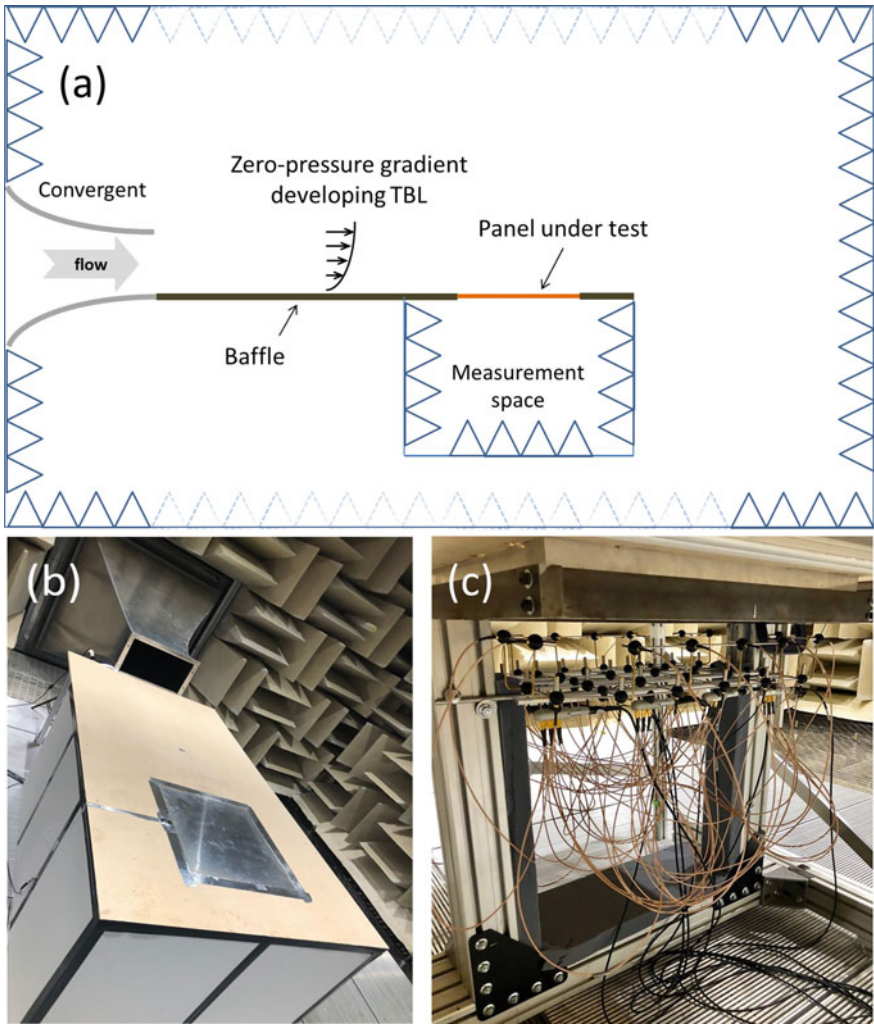 (a)
Zero-pressure gradient
developing TBL
Convergent
Panel under test
flow
Baffle
Measurement
space
(b)
(c)